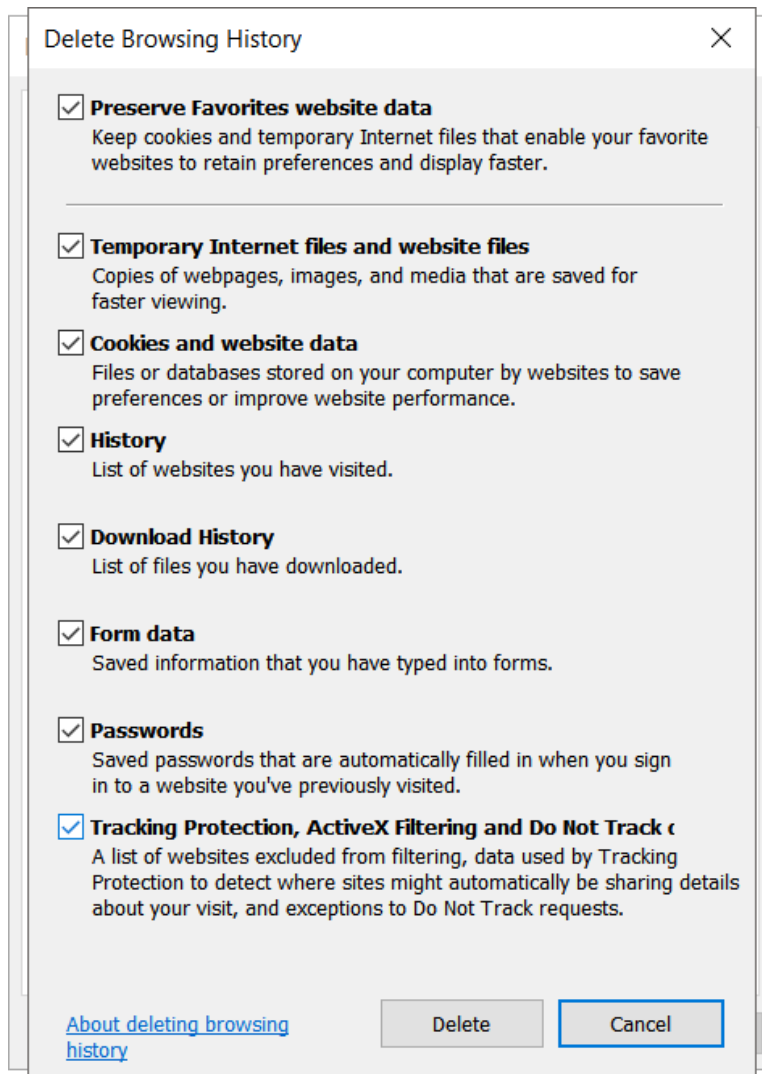 Delete Browsing History
Preserve Favorites website data
Keep cookies and temporary Internet files that enable your favorite
websites to retain preferences and display faster.
Temporary Internet files and website files
Copies of webpages, images, and media that are saved for
faster viewing.
Cookies and website data
Files or databases stored on your computer by websites to save
preferences or improve website performance.
History
List of websites you have visited.
Download History
List of files you have downloaded.
Form data
Saved information that you have typed into forms.
Passwords
Saved passwords that are automatically filled in when you sign
in to a website you've previously visited.
Tracking Protection, ActiveX Filtering and Do Not Track
A list of websites excluded from filtering, data used by Tracking
Protection to detect where sites might automatically be sharing details
about your visit, and exceptions to Do Not Track requests.
About deleting browsing
history
Delete
Cancel